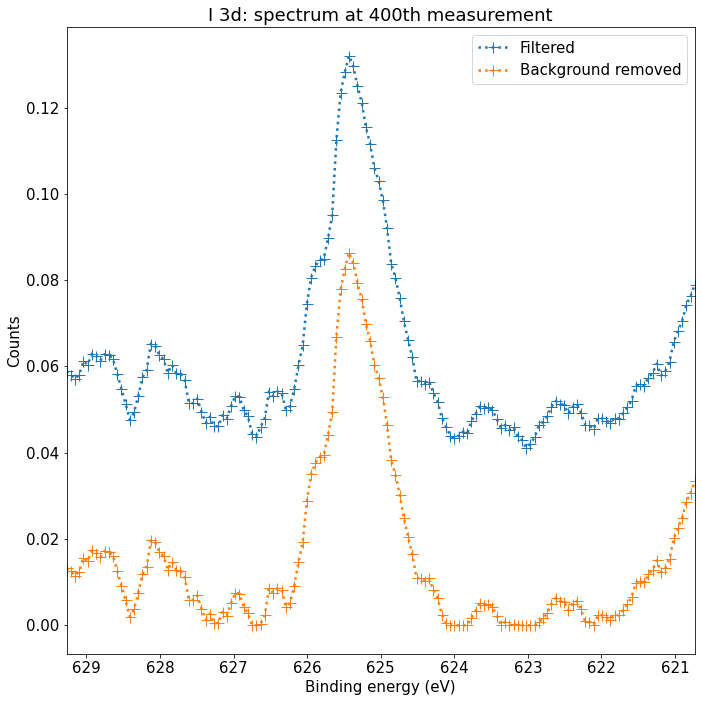 I 3d: spectrum at 400th measurement
Filtered
Background removed
0.12
0.10
0.08
0.06
0.04
0.02
0.00
Counts
629 628 627 626 625 624 623 622 621
Binding energy (eV)